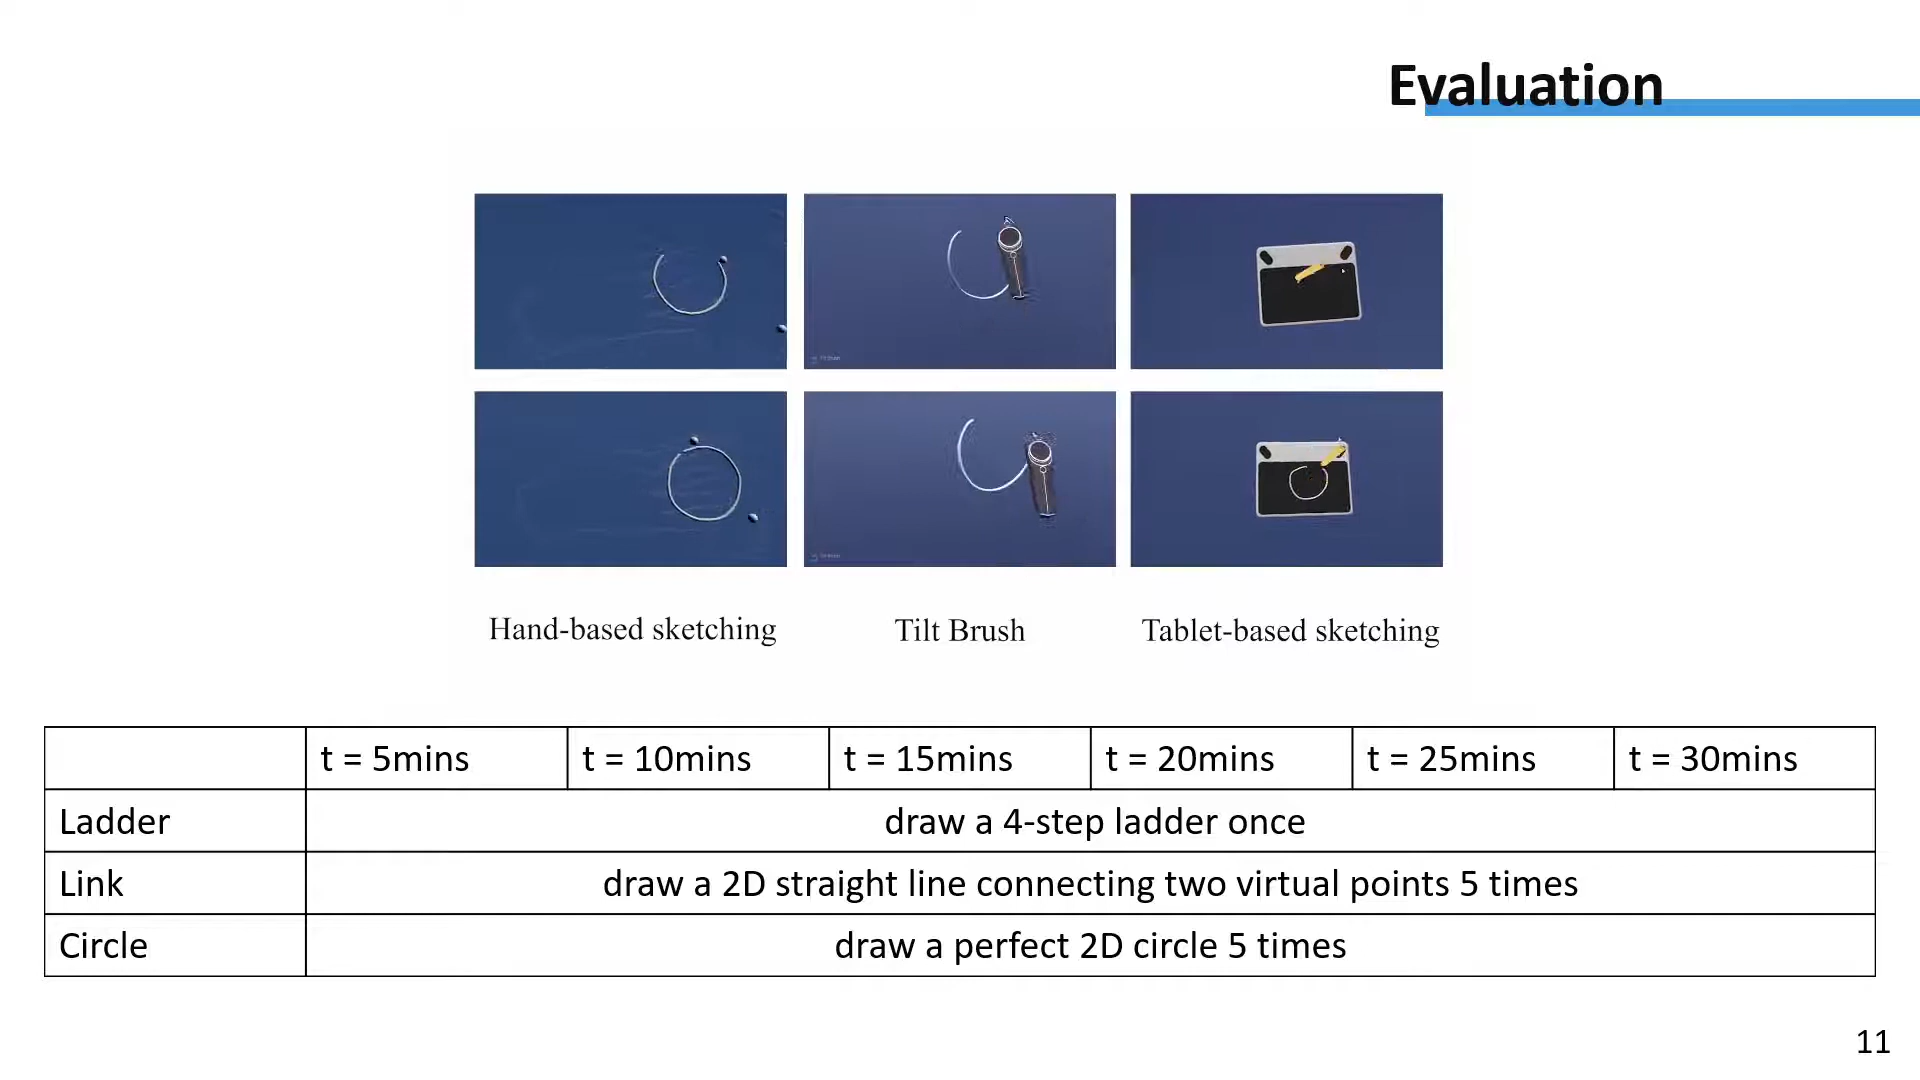 Evaluation
Hand-based sketching
Tilt Brush
Tablet-based sketching
t = 5mins
t = 10mins
t = 15mins
t = 20mins
t = 25mins
t = 30mins
Ladder
draw a 4-step ladder once
Link
draw a 2D straight line connecting two virtual points 5 times
Circle
draw a perfect 2D circle 5 times
11